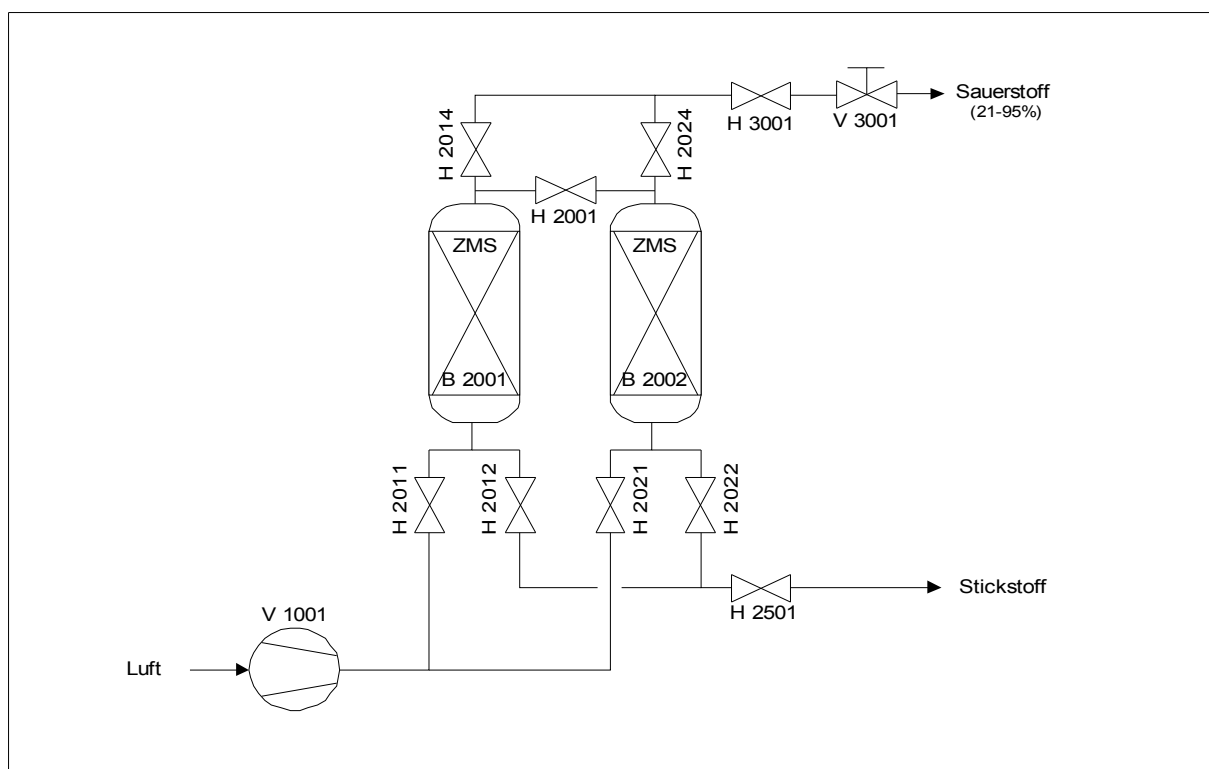 Sauerstoff
(21-95%)
H 3001
V 3001
H 2014
H 2024
H 2001
ZMS
ZMS
B 2001
B 2002
H 2011
H 2012
H 2021
H 2022
Stickstoff
H 2501
V 1001
Luft